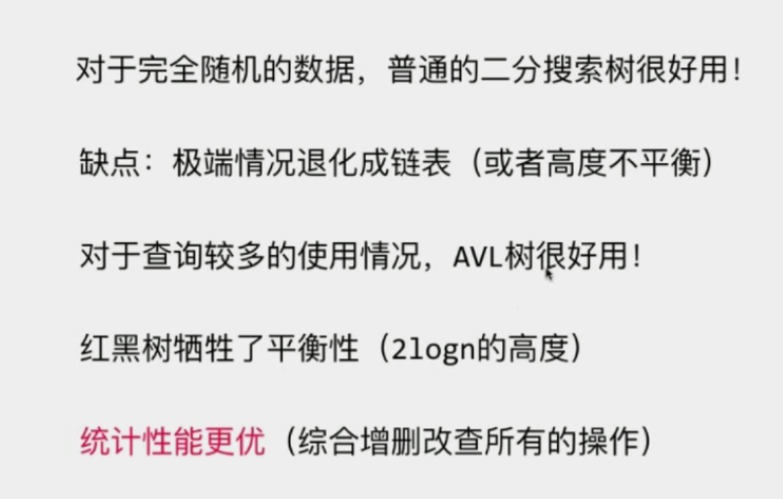 对于完全随机的数据，普通的二分搜索树很好用！
缺点：极端情况退化成链表（或者高度不平衡）
对于查询较多的使用情况，AVL树很好用！
红黑树牺牲了平衡性（2logn的高度）
统计性能更优（综合增删改查所有的操作）